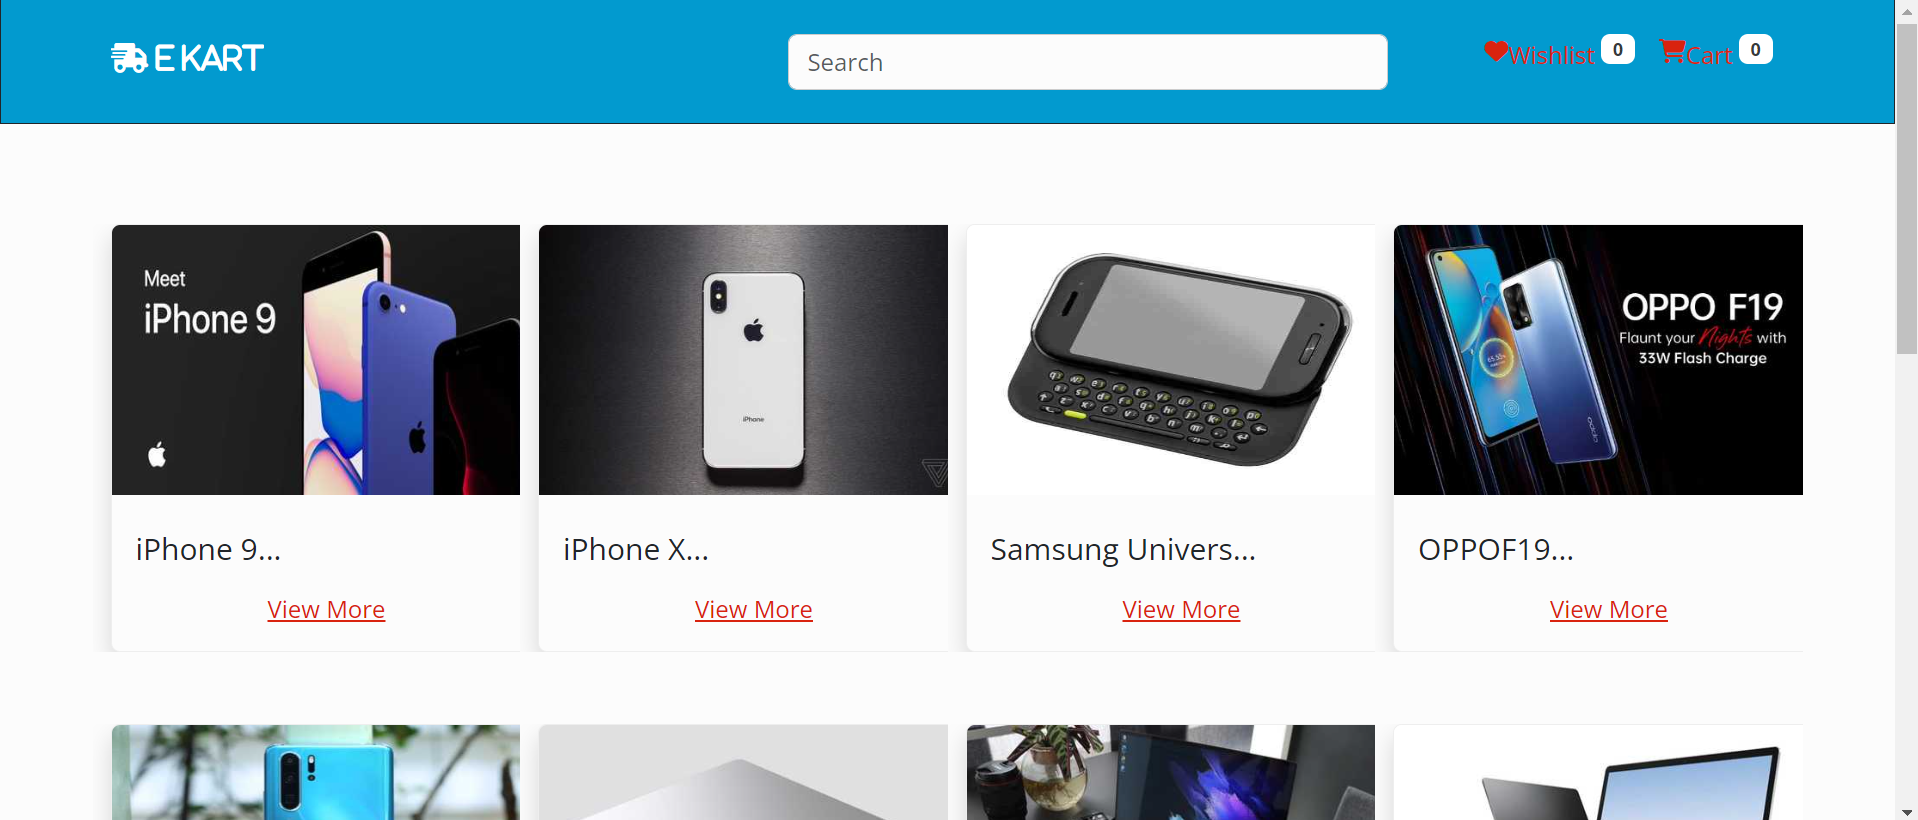 E KART
Search
Wishlist 0
Cart 0
Meet
iPhone 9
iPhone
OPPO F19
Flaunt your Nights with
33W Flash Charge
oppo
iPhone 9...
iPhone X...
Samsung Univers...
OPPOF19...
View More
View More
View More
View More